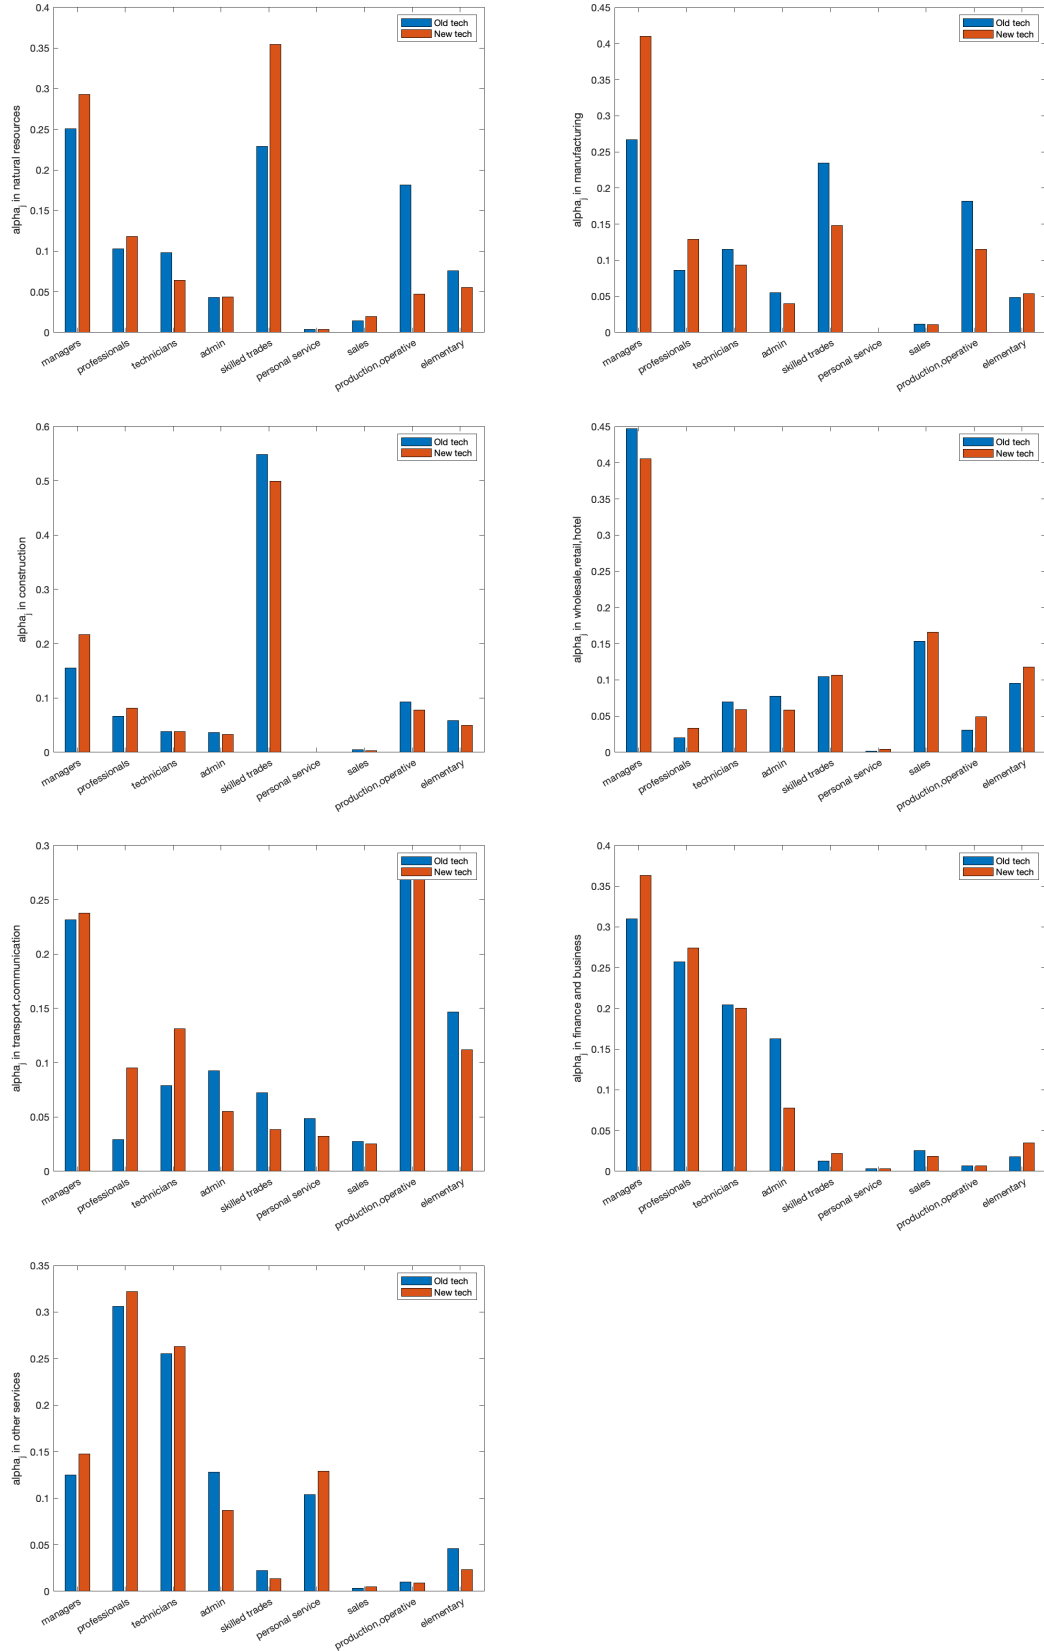 alpha_j in natural resources
0.4
0.35
0.3
0.25
0.2
0.15
0.1
0.05
0
Old tech
New tech
managers
professionals
technicians
admin
skilled trades
personal service
sales
production,operative
elementary
alpha_j in manufacturing
0.45
0.4
0.35
0.3
0.25
0.2
0.15
0.1
0.05
0
Old tech
New tech
managers
professionals
technicians
admin
skilled trades
personal service
sales
production,operative
elementary
alpha_j in construction
0.6
0.5
0.4
0.3
0.2
0.1
0
Old tech
New tech
managers
professionals
technicians
admin
skilled trades
personal service
sales
production,operative
elementary
alpha_j in wholesale,retail,hotel
0.45
0.4
0.35
0.3
0.25
0.2
0.15
0.1
0.05
0
Old tech
New tech
managers
professionals
technicians
admin
skilled trades
personal service
sales
production,operative
elementary
alpha_j in transport,communication
0.3
0.25
0.2
0.15
0.1
0.05
0
Old tech
New tech
managers
professionals
technicians
admin
skilled trades
personal service
sales
production,operative
elementary
alpha_j in finance and business
0.4
0.35
0.3
0.25
0.2
0.15
0.1
0.05
0
Old tech
New tech
managers
professionals
technicians
admin
skilled trades
personal service
sales
production,operative
elementary
alpha_j in other services
0.35
0.3
0.25
0.2
0.15
0.1
0.05
0
Old tech
New tech
managers
professionals
technicians
admin
skilled trades
personal service
sales
production,operative
elementary